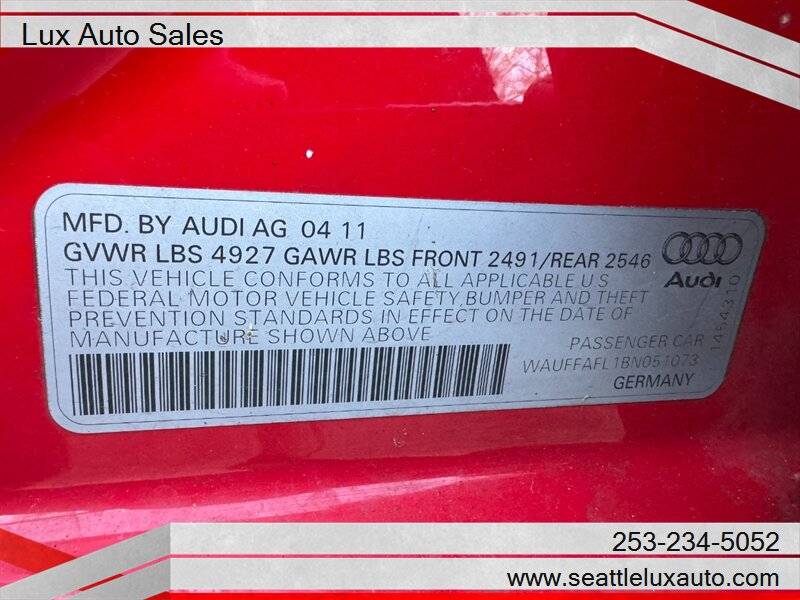 Lux Auto Sales
MFD. BY AUDI AG 04 11
GVWR LBS 4927 GAWR LBS FRONT 2491/REAR 2546
THIS VEHICLE CONFORMS TO ALL APPLICABLE U.S
FEDERAL MOTOR VEHICLE SAFETY, BUMPER AND THEFT
PREVENTION STANDARDS IN EFFECT ON THE DATE OF
MANUFACTURE SHOWN ABOVE
Audi
1454310
PASSENGER CAR
WAUFFAFL1BN051073
GERMANY
253-234-5052
www.seattleluxauto.com